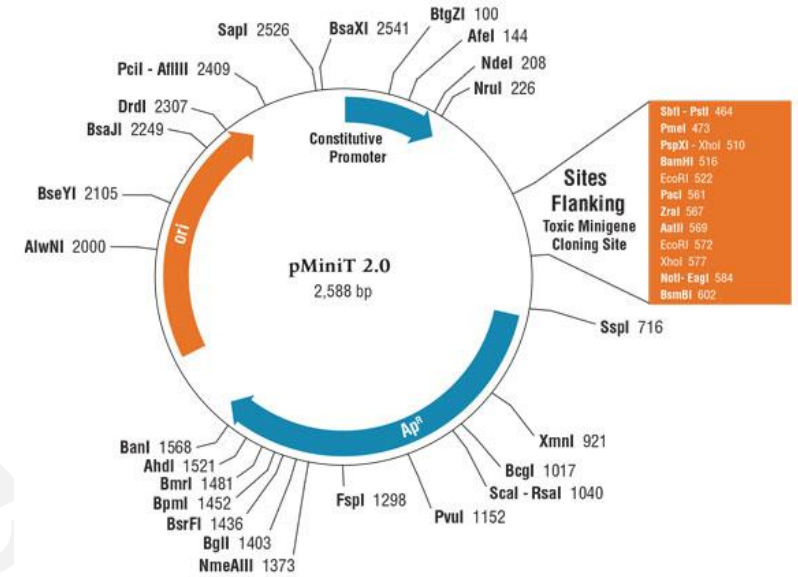 BtgZI 100
AfeI 144
NdeI 208
NruI 226
SbfI - PstI 464
PmeI 473
PspXI - XhoI 510
BamHI 516
EcoRI 522
PacI 561
ZraI 567
AatII 569
EcoRI 572
XhoI 577
NotI- EagI 584
BsmBI 602
Sites
Flanking
Toxic Minigene
Cloning Site
SspI 716
XmnI 921
BcgI 1017
ScaI - RsaI 1040
PvuI 1152
FspI 1298
NmeAIII 1373
BglI 1403
BsrFI 1436
BpmI 1452
BmrI 1481
AhdI 1521
BanI 1568
AlwNI 2000
BseYI 2105
BsaJI 2249
DrdI 2307
PciI - AflIII 2409
SapI 2526
BsaXI 2541
Constitutive
Promoter
ori
pMiniT 2.0
2,588 bp
ApR